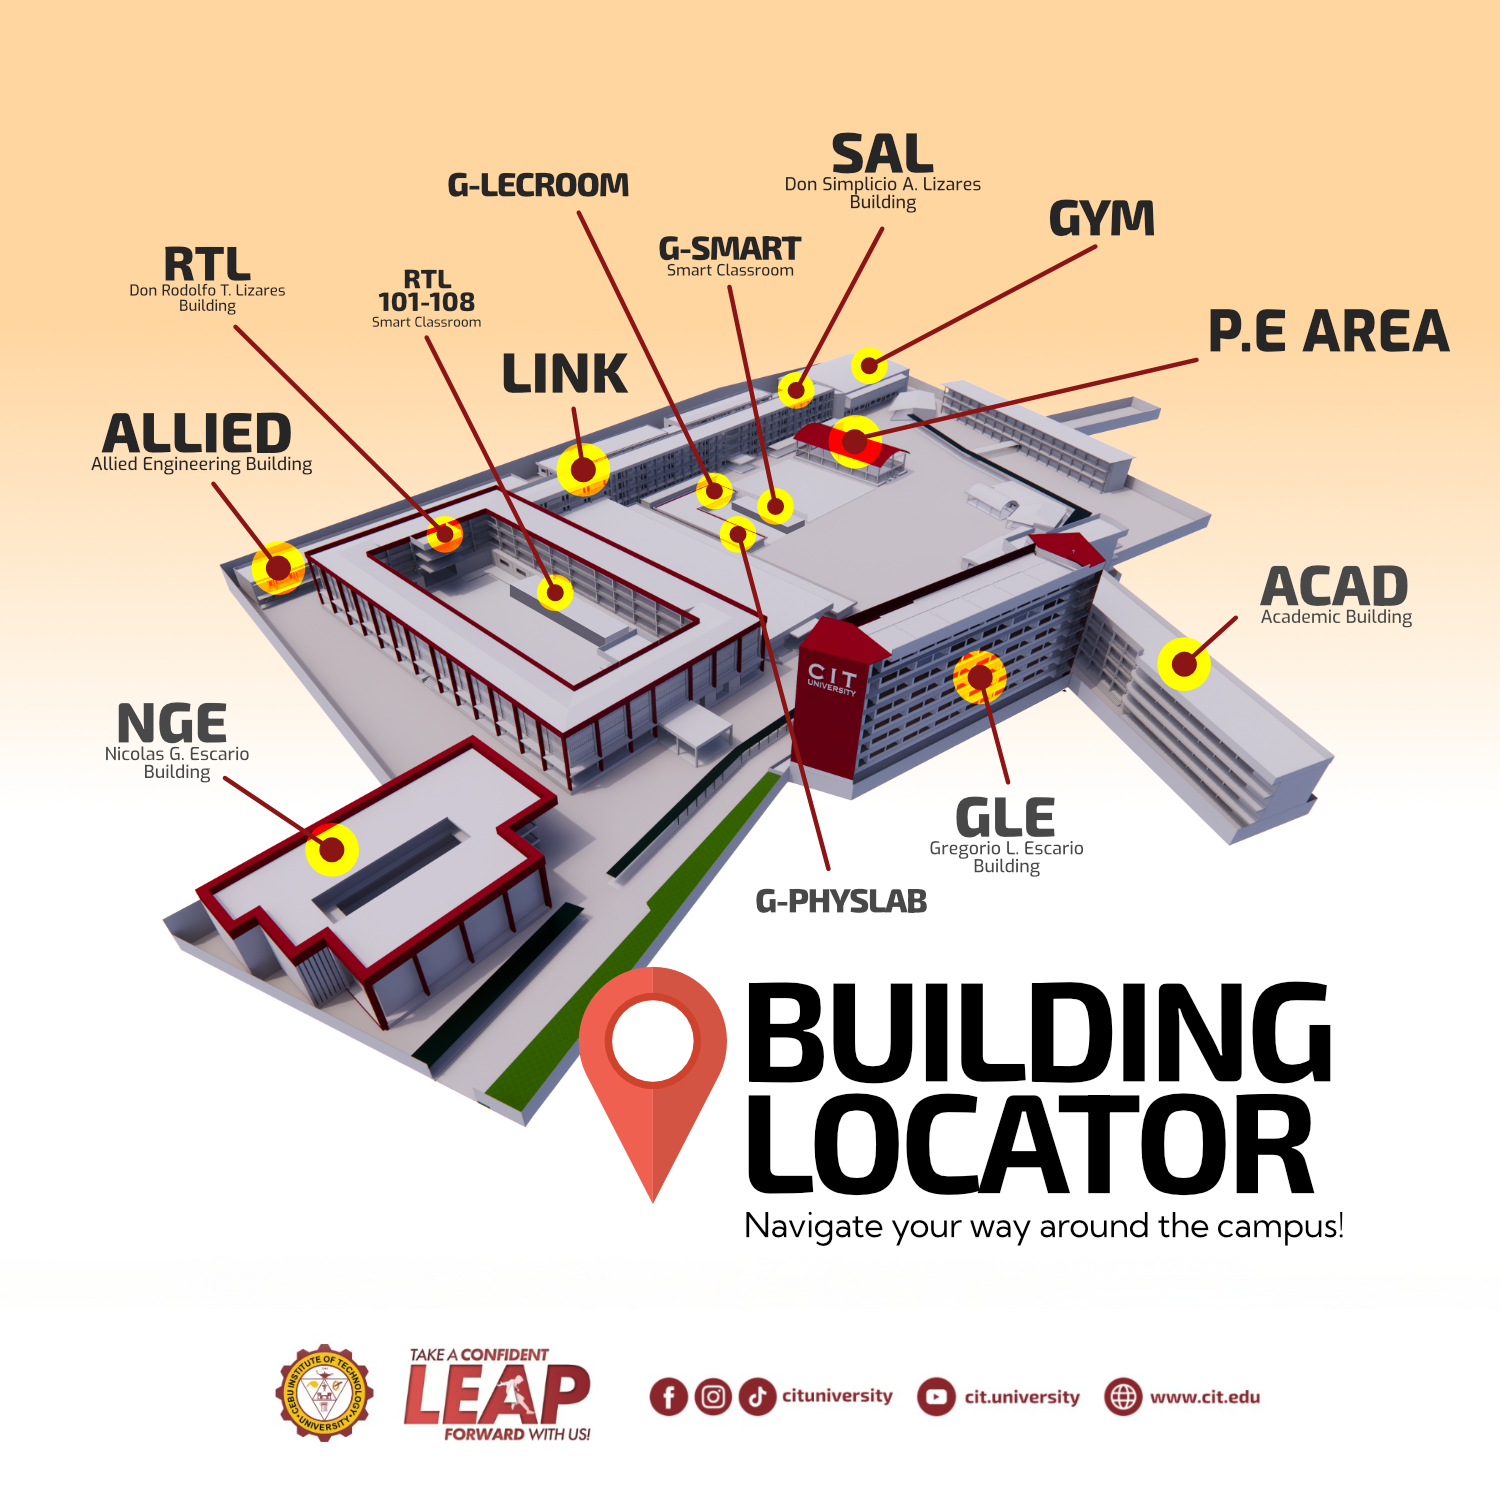 SAL
Don Simplicio A. Lizares
Building
G-LECROOM
GYM
G-SMART
Smart Classroom
RTL
Don Rodolfo T. Lizares
Building
RTL
101-108
Smart Classroom
P.E AREA
LINK
ALLIED
Allied Engineering Building
ACAD
Academic Building
CIT
UNIVERSITY
NGE
Nicolas G. Escario
Building
GLE
Gregorio L. Escario
Building
G-PHYSLAB
BUILDING
LOCATOR
Navigate your way around the campus!
CEBU INSTITUTE OF TECHNOLOGY
UNIVERSITY
TAKE A CONFIDENT
LEAP
FORWARD WITH US!
cituniversity
cit.university
www.cit.edu